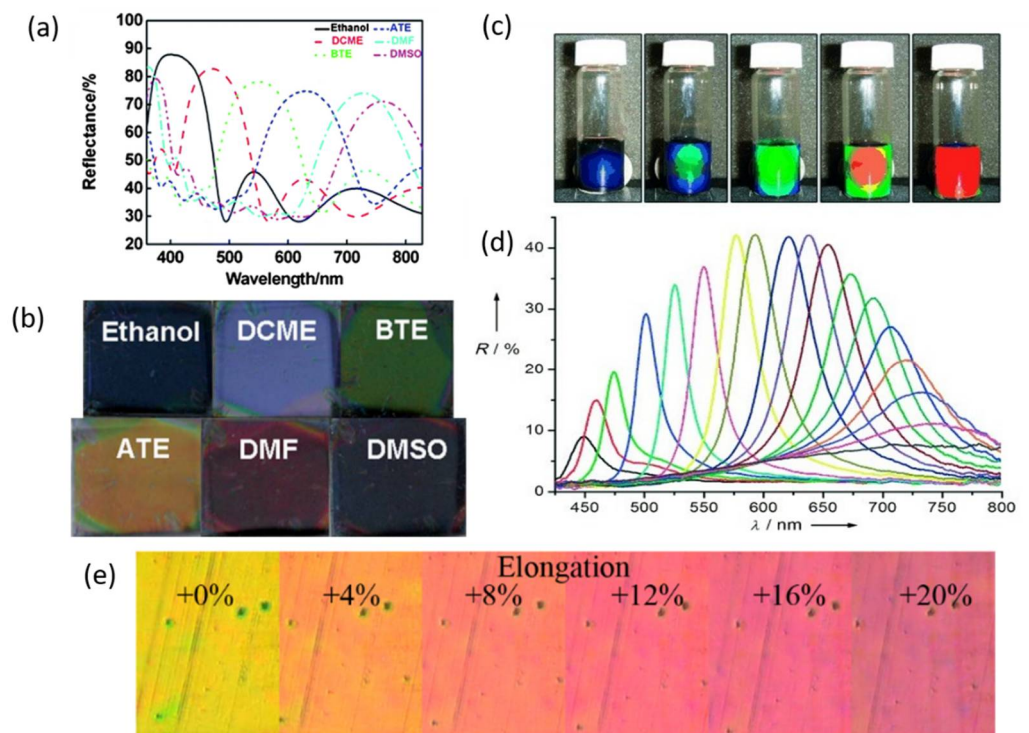 (a)
Ethanol
DCME
BTE
ATE
DMF
DMSO
Reflectance/%
100
90
80
70
60
50
40
30
20
400 500 600 700 800
Wavelength/nm
(b)
Ethanol DCME BTE
ATE DMF DMSO
(c)
(d)
40
30
R / %
20
10
0
450 500 550 600 650 700 750 800
λ / nm
(e)
Elongation
+0% +4% +8% +12% +16% +20%